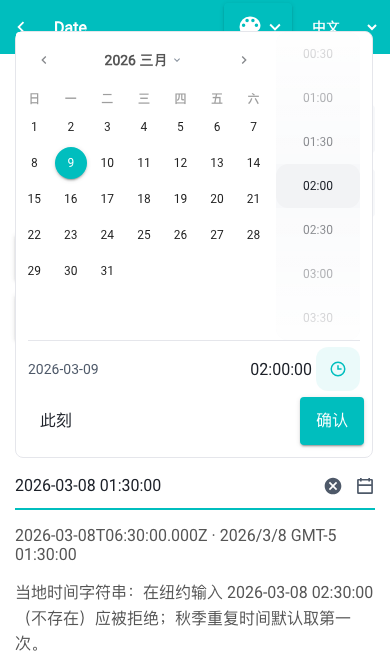 Date
中文
2026 三月
日 一 二 三 四 五 六
1 2 3 4 5 6 7
8 9 10 11 12 13 14
15 16 17 18 19 20 21
22 23 24 25 26 27 28
29 30 31
00:30
01:00
01:30
02:00
02:30
03:00
03:30
2026-03-09
02:00:00
此刻
确认
2026-03-08 01:30:00
2026-03-08T06:30:00.000Z · 2026/3/8 GMT-5
01:30:00
当地时间字符串：在纽约输入 2026-03-08 02:30:00
（不存在）应被拒绝；秋季重复时间默认取第一
次。